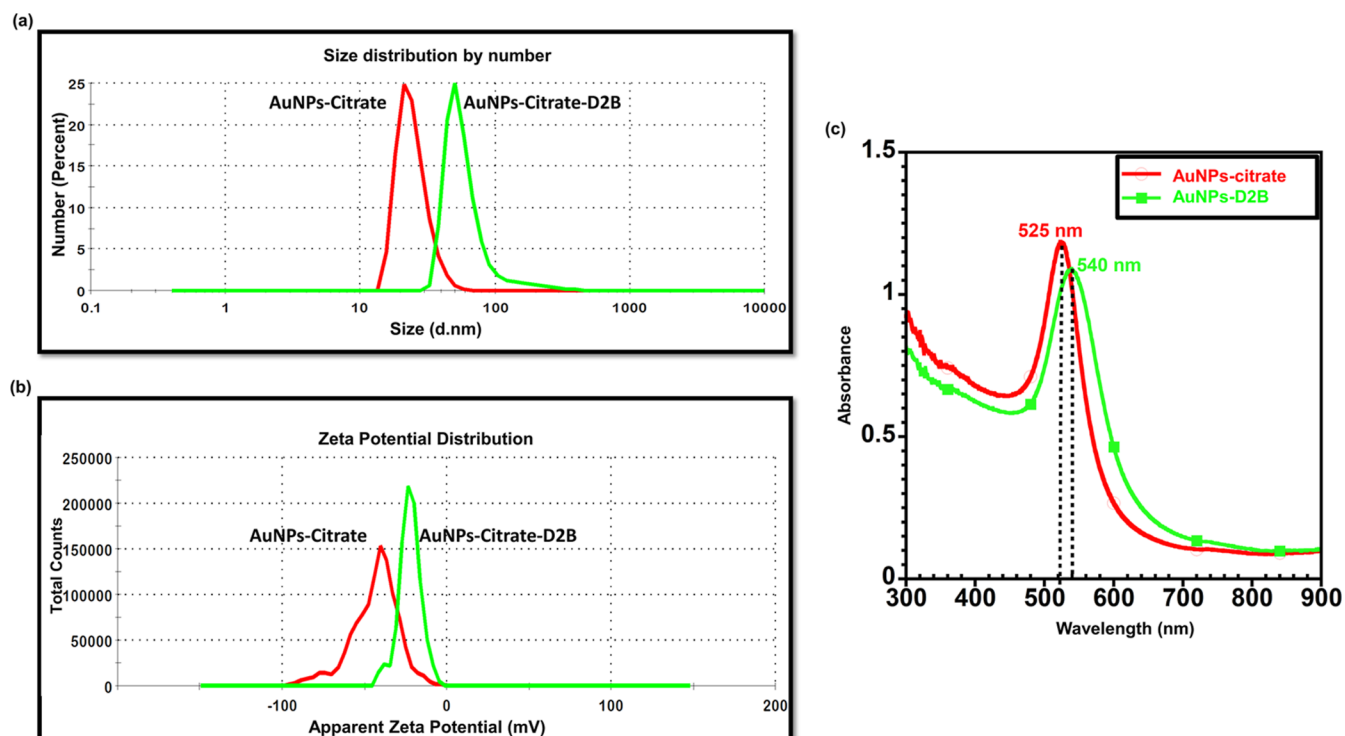 (a)
Size distribution by number
AuNPs-Citrate
AuNPs-Citrate-D2B
Number (Percent)
25
20
15
10
5
0
0.1 1 10 100 1000 10000
Size (d.nm)
(b)
Zeta Potential Distribution
AuNPs-Citrate
AuNPs-Citrate-D2B
Total Counts
250000
200000
150000
100000
50000
0
-100 0 100 200
Apparent Zeta Potential (mV)
(c)
AuNPs-citrate
AuNPs-D2B
525 nm
540 nm
Absorbance
1.5
1
0.5
0
300 400 500 600 700 800 900
Wavelength (nm)